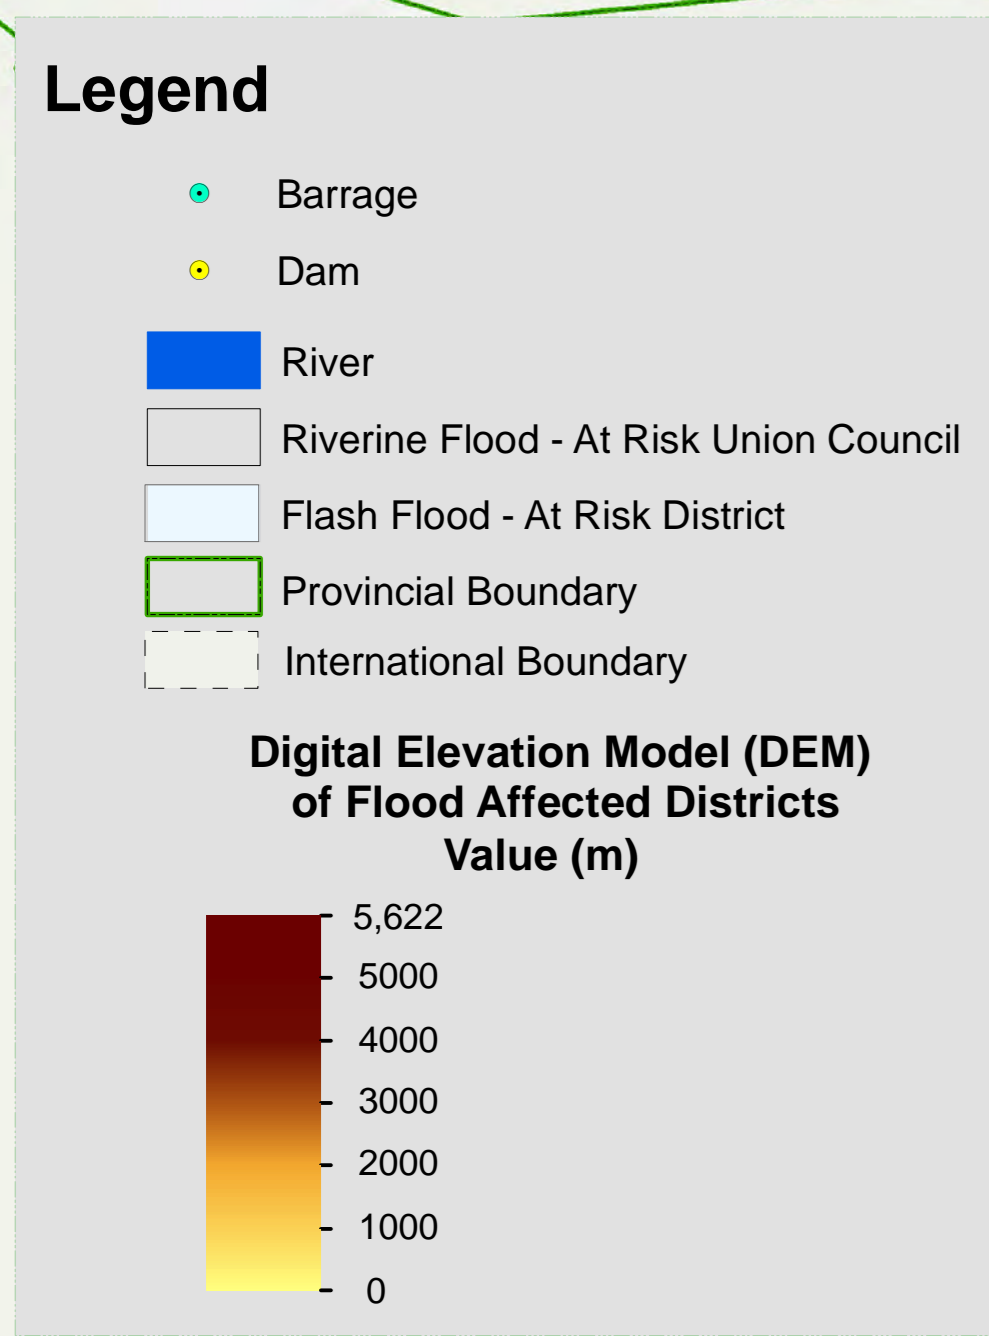 Legend
Barrage
Dam
River
Riverine Flood - At Risk Union Council
Flash Flood - At Risk District
Provincial Boundary
International Boundary
Digital Elevation Model (DEM)
of Flood Affected Districts
Value (m)
5,622
5000
4000
3000
2000
1000
0